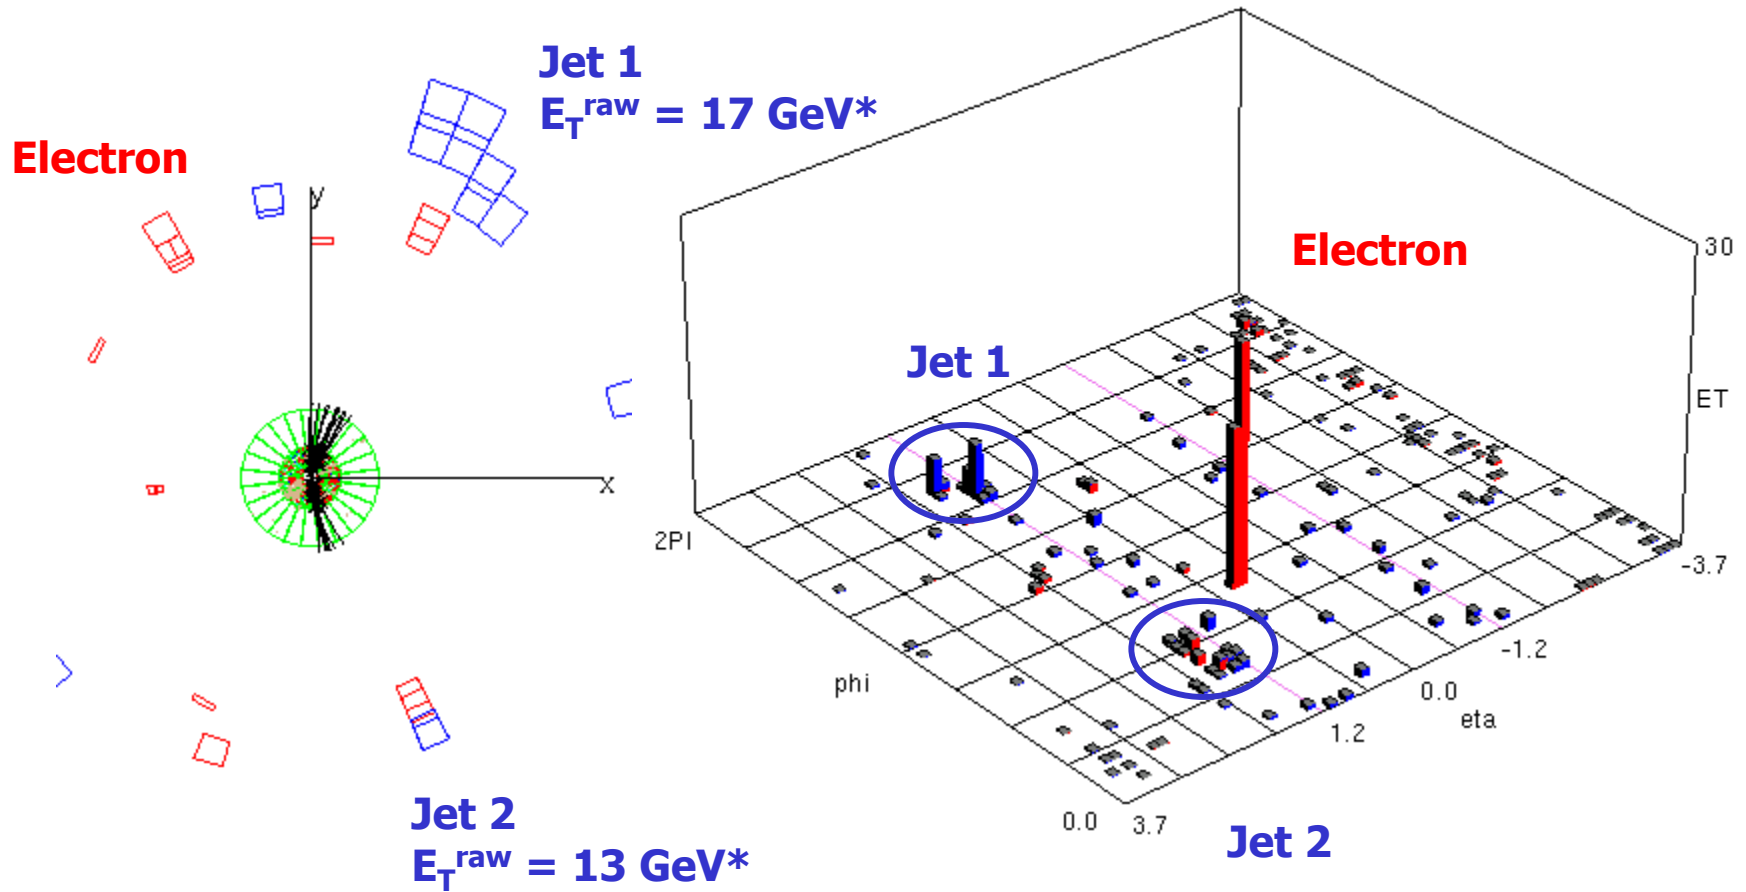 Jet 1
E_T^raw = 17 GeV*
Electron
y
x
Jet 2
E_T^raw = 13 GeV*
30
Electron
Jet 1
ET
2PI
-3.7
-1.2
phi
0.0
eta
1.2
0.0
3.7
Jet 2